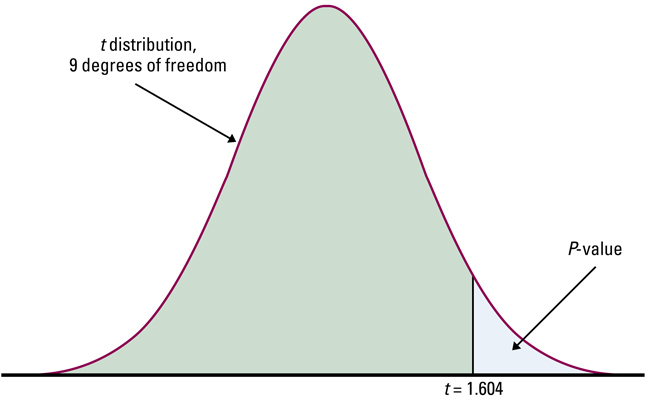 t distribution,
9 degrees of freedom
P-value
t = 1.604